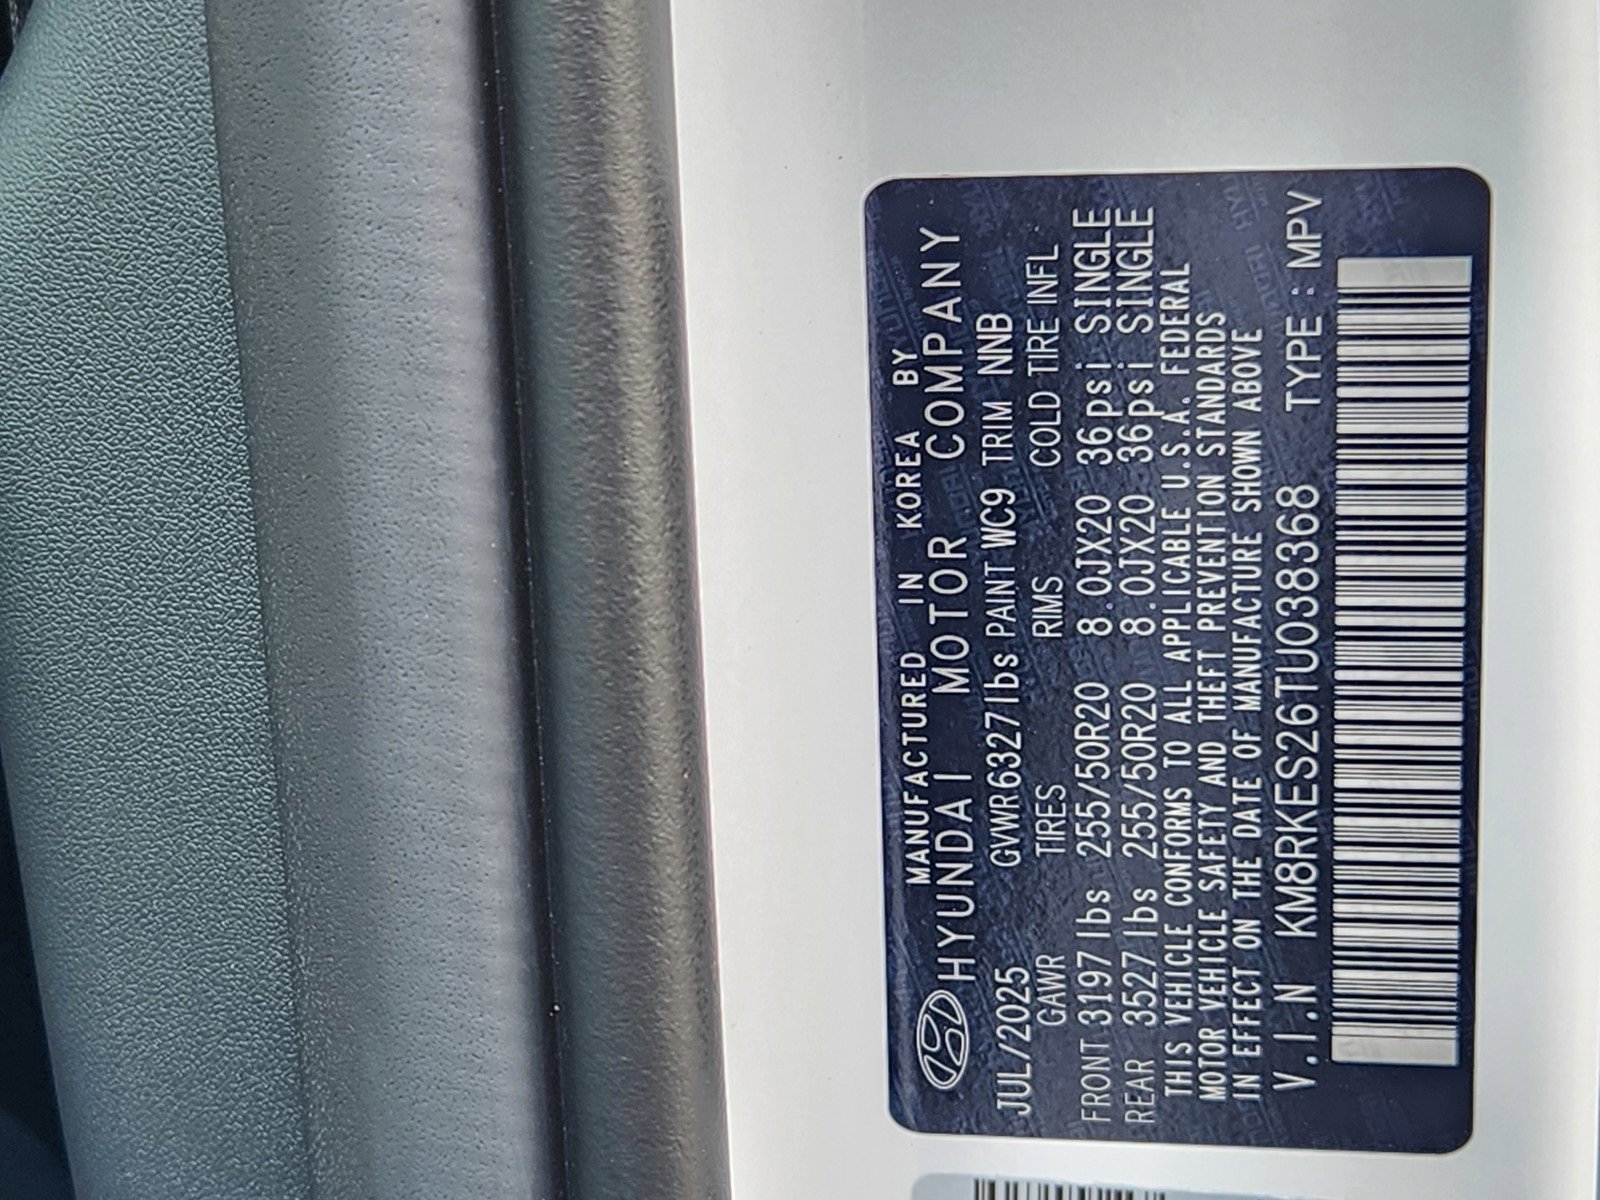 MANUFACTURED IN KOREA BY
HYUNDAI MOTOR COMPANY
JUL/2025 GVWR6327lbs PAINT WC9 TRIM NNB
GAWR TIRES RIMS COLD TIRE INFL
FRONT 3197 lbs 255/50R20 8.0JX20 36psi SINGLE
REAR 3527 lbs 255/50R20 8.0JX20 36psi SINGLE
THIS VEHICLE CONFORMS TO ALL APPLICABLE U.S.A. FEDERAL
MOTOR VEHICLE SAFETY AND THEFT PREVENTION STANDARDS
IN EFFECT ON THE DATE OF MANUFACTURE SHOWN ABOVE
V.I.N KM8RKES26TU038368 TYPE : MPV